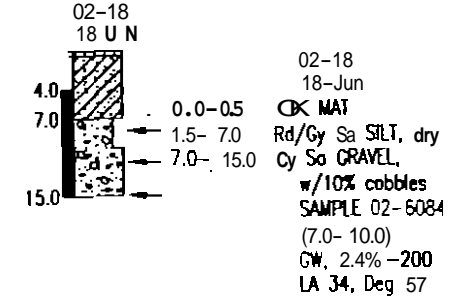 02-18
18 U N
4.0
7.0
15.0
02-18
18-Jun
0.0-0.5 MAT
1.5- 7.0 Rd/Gy Sa SILT, dry
7.0- 15.0 Cy Sa GRAVEL,
w/10% cobbles
SAMPLE 02-6084
(7.0- 10.0)
GW, 2.4% -200
LA 34, Deg 57